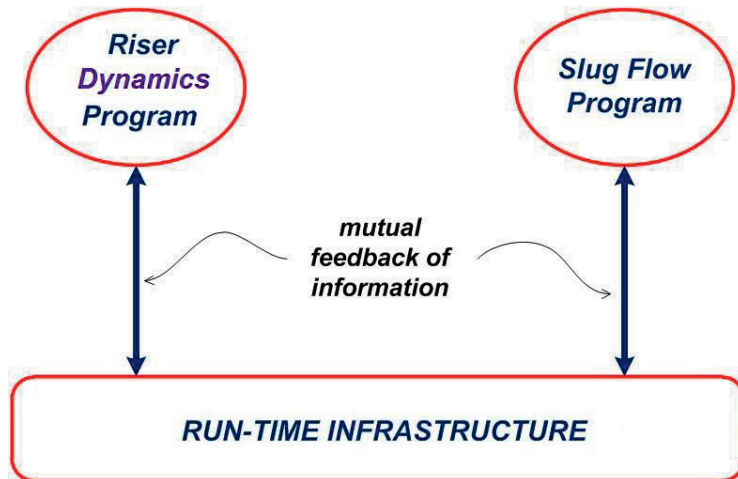 Riser
Dynamics
Program
Slug Flow
Program
mutual
feedback of
information
RUN-TIME INFRASTRUCTURE